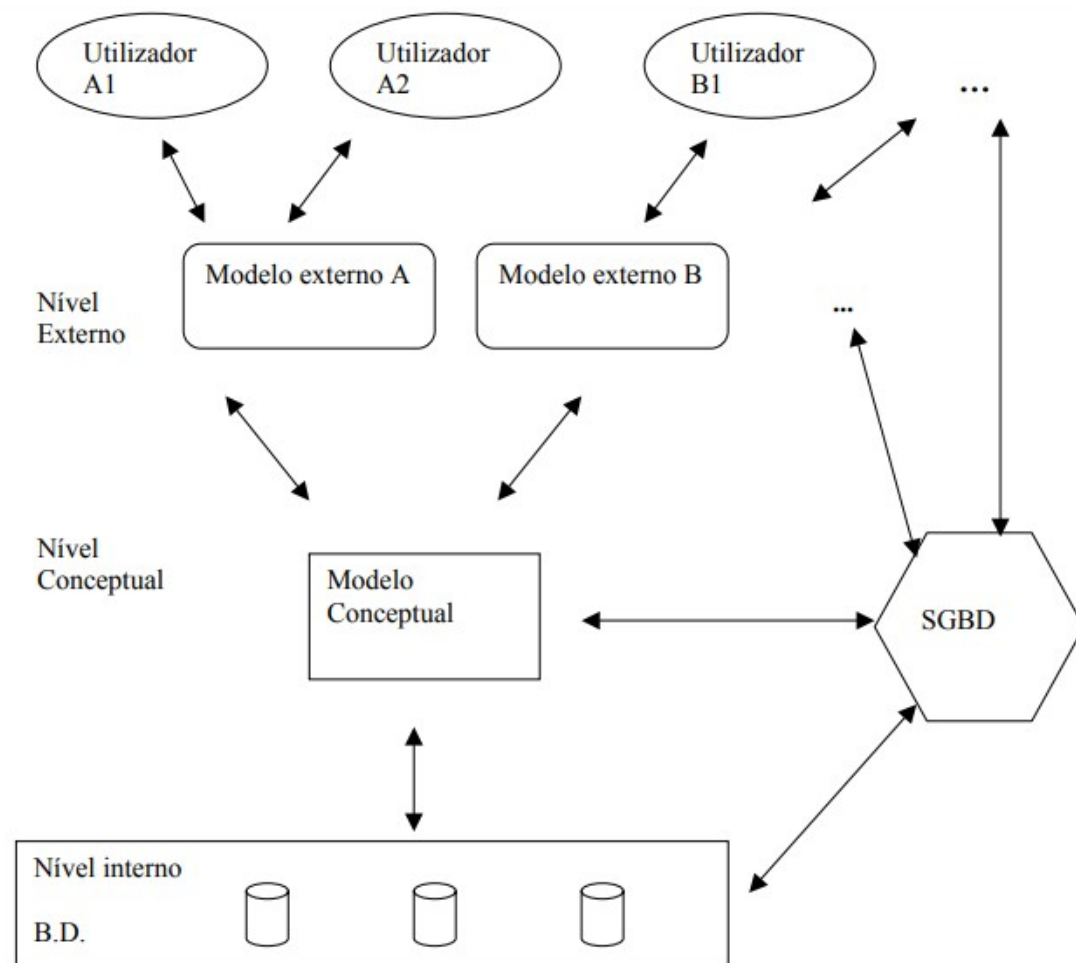 Utilizador
A1
Utilizador
A2
Utilizador
B1
...
Modelo externo A
Modelo externo B
Nível
Externo
...
Nível
Conceptual
Modelo
Conceptual
SGBD
Nível interno
B.D.